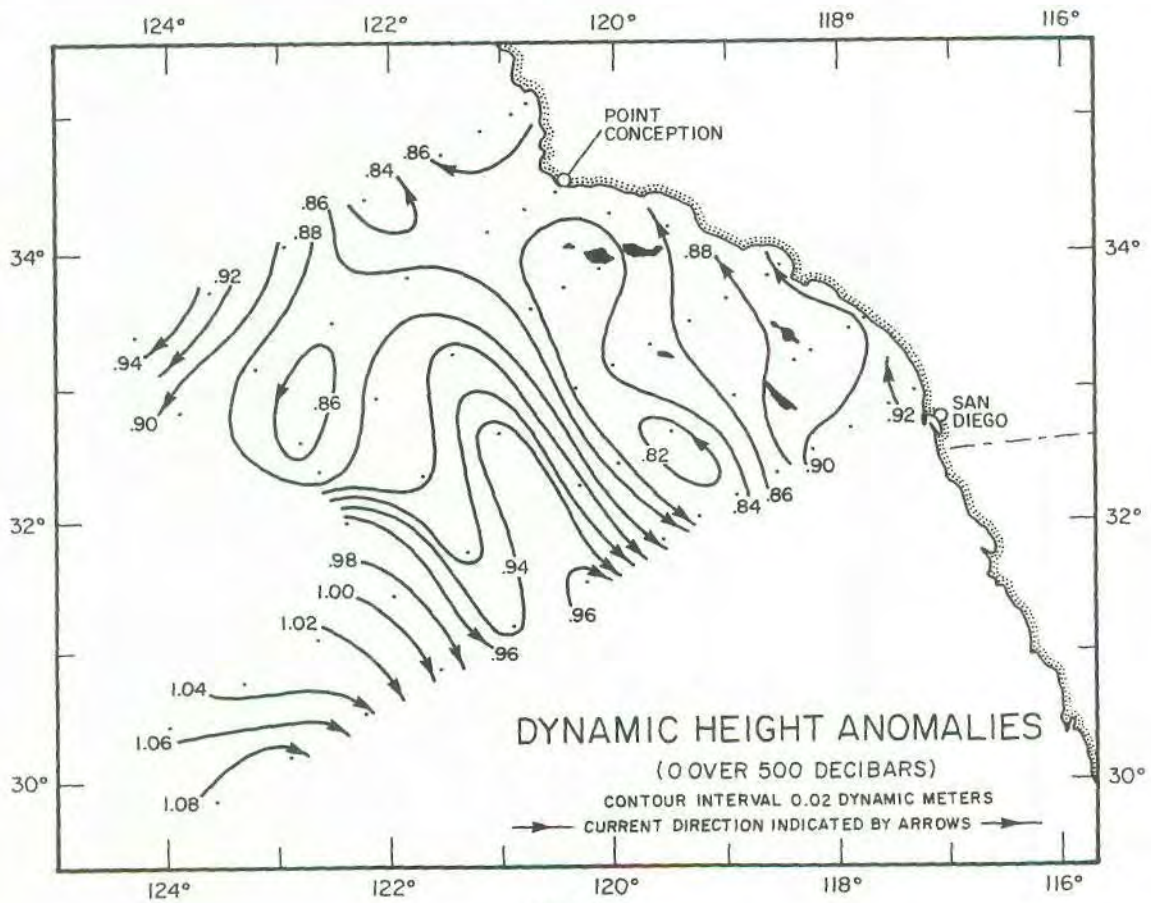 124° 122° 120° 118° 116°
POINT
CONCEPTION
.86
.84
.86
.88
34°
.92
.88
34°
.94
.90
.86
.92
SAN
DIEGO
.82
.90
.84
.86
32°
32°
.98
.94
1.00
.96
1.02
.96
1.04
1.06
1.08
30°
30°
DYNAMIC HEIGHT ANOMALIES
(0 OVER 500 DECIBARS)
CONTOUR INTERVAL 0.02 DYNAMIC METERS
CURRENT DIRECTION INDICATED BY ARROWS
124° 122° 120° 118° 116°